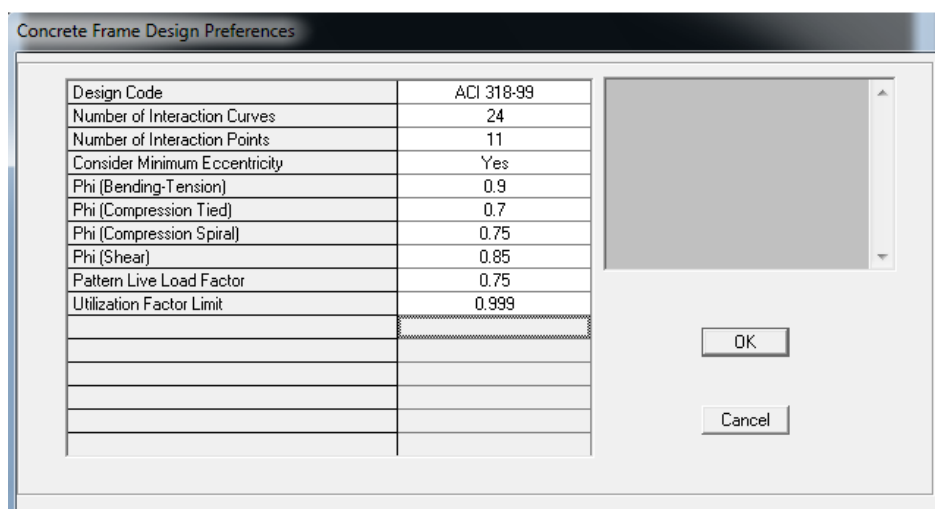 Concrete Frame Design Preferences
Design Code ACI 318-99
Number of Interaction Curves 24
Number of Interaction Points 11
Consider Minimum Eccentricity Yes
Phi (Bending-Tension) 0.9
Phi (Compression Tied) 0.7
Phi (Compression Spiral) 0.75
Phi (Shear) 0.85
Pattern Live Load Factor 0.75
Utilization Factor Limit 0.999
OK
Cancel